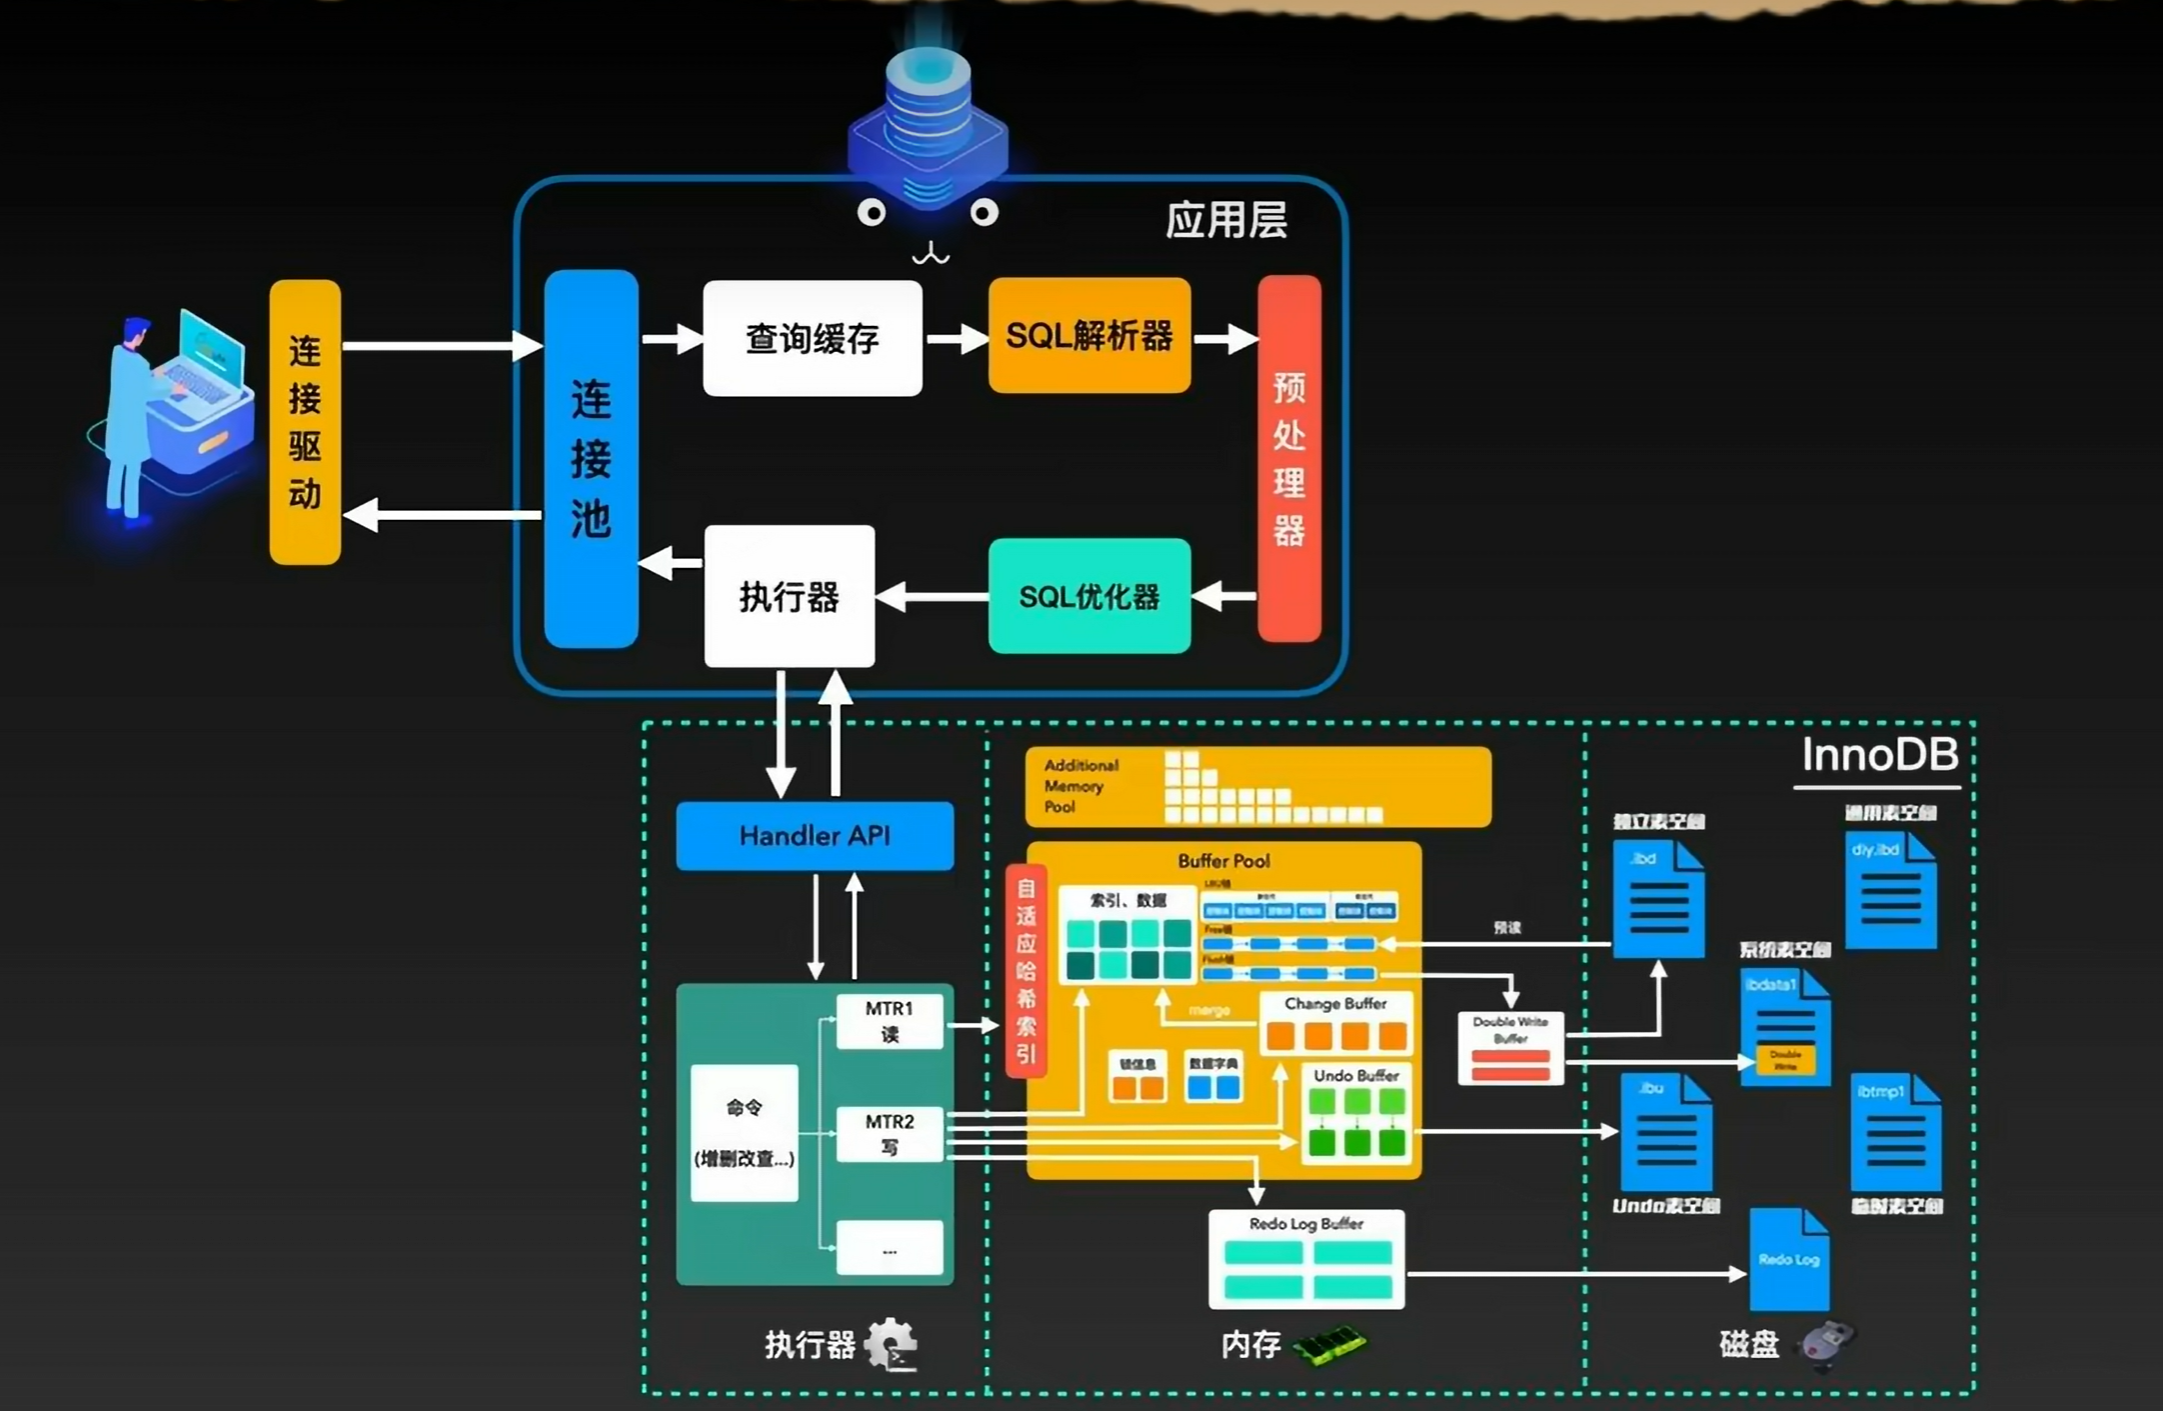 应用层
连接驱动
连接池
查询缓存
SQL解析器
预处理器
执行器
SQL优化器
InnoDB
Handler API
命令
(增删改查...)
MTR1
读
MTR2
写
...
执行器
Additional
Memory
Pool
自适应哈希索引
Buffer Pool
索引、数据
LRU链
Free链
Flush链
merge
Change Buffer
锁信息
数据字典
Undo Buffer
Redo Log Buffer
内存
预读
Double Write
Buffer
独立表空间
.ibd
通用表空间
diy.ibd
系统表空间
ibdata1
Double
Write
.ibu
Undo表空间
ibtmp1
临时表空间
Redo Log
磁盘